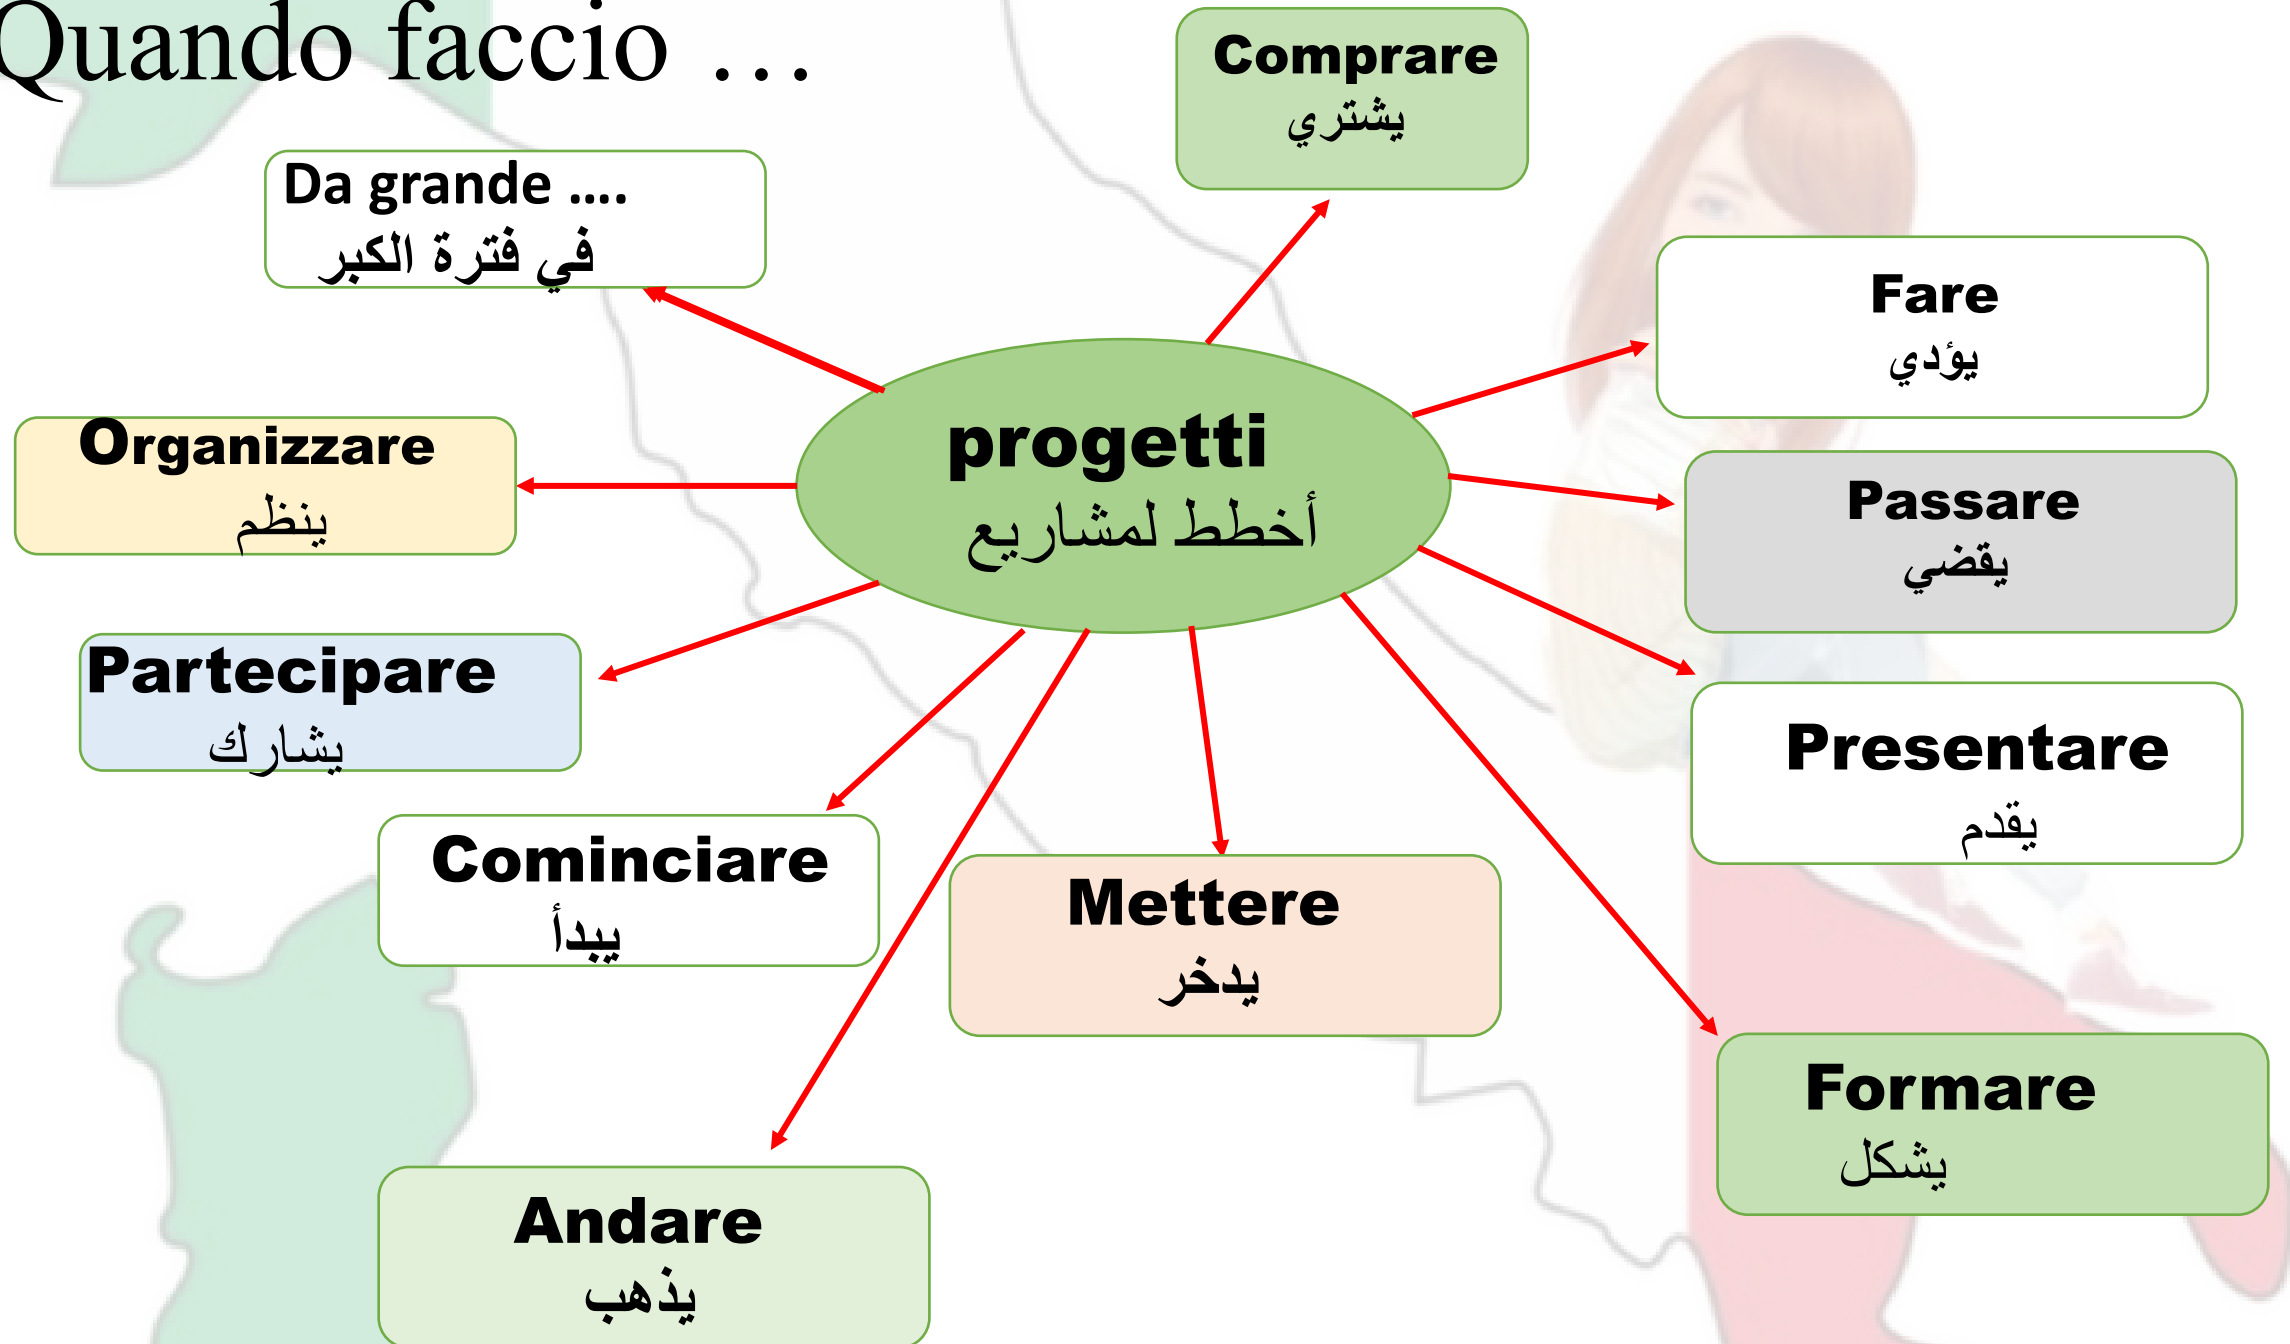 Quando faccio …
Comprare
يشتري
Da grande ....
في فترة الكبر
Fare
يؤدي
progetti
أخطط لمشاريع
Organizzare
ينظم
Passare
يقضي
Partecipare
يشارك
Presentare
يقدم
Cominciare
يبدأ
Mettere
يدخر
Formare
يشكل
Andare
يذهب